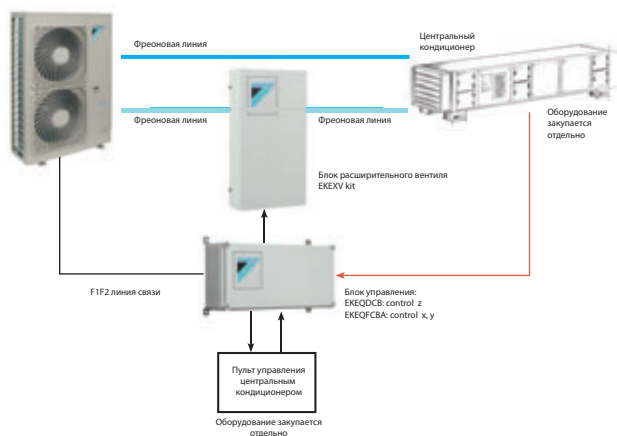 Фреоновая линия
Центральный
кондиционер
Фреоновая линия
Фреоновая линия
Оборудование
закупается
отдельно
Блок расширительного вентиля
EKEXV kit
F1F2 линия связи
Блок управления:
EKEQDCB: control z
EKEQFCBA: control x, y
Пульт управления
центральным
кондиционером
Оборудование закупается
отдельно